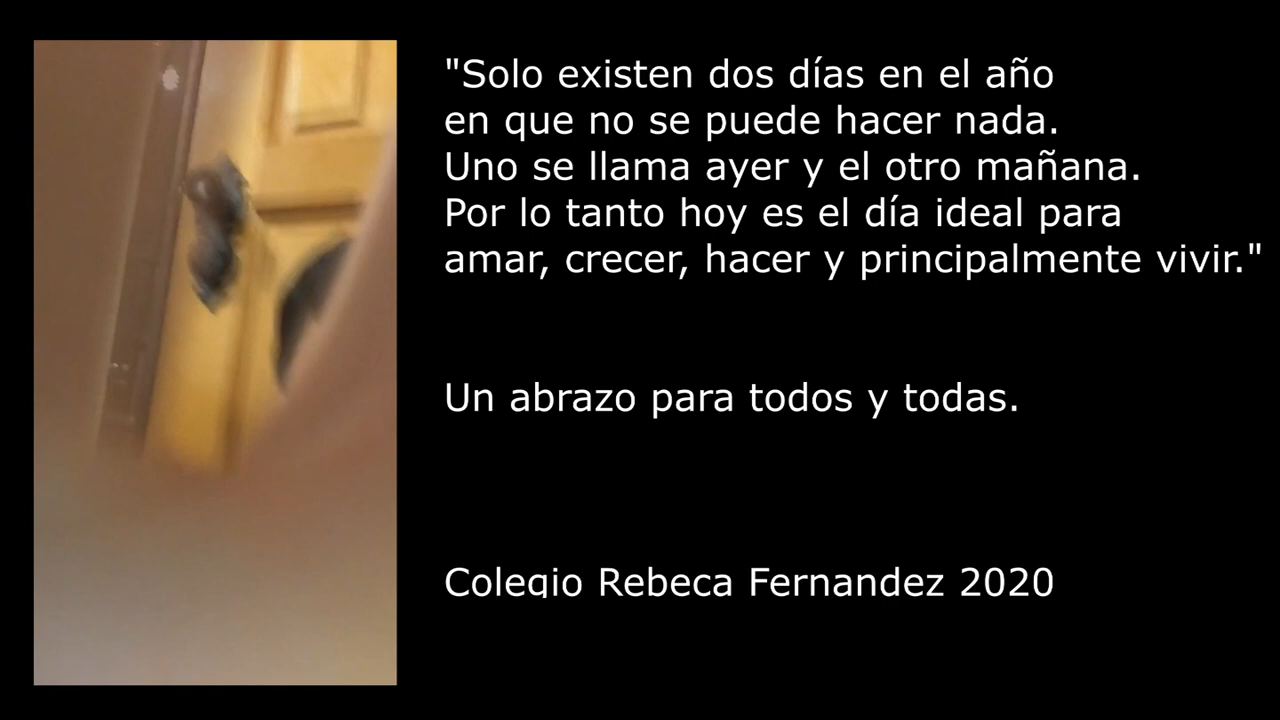 "Solo existen dos días en el año
en que no se puede hacer nada.
Uno se llama ayer y el otro mañana.
Por lo tanto hoy es el día ideal para
amar, crecer, hacer y principalmente vivir."
Un abrazo para todos y todas.
Colegio Rebeca Fernandez 2020